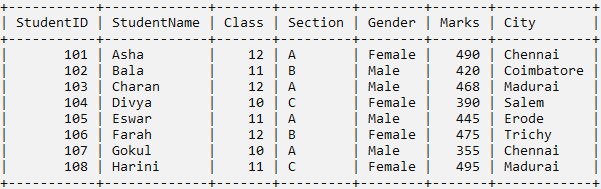 +-----------+-------------+-------+---------+--------+-------+------------+
| StudentID | StudentName | Class | Section | Gender | Marks | City       |
+-----------+-------------+-------+---------+--------+-------+------------+
|       101 | Asha        |    12 | A       | Female |   490 | Chennai    |
|       102 | Bala        |    11 | B       | Male   |   420 | Coimbatore |
|       103 | Charan      |    12 | A       | Male   |   468 | Madurai    |
|       104 | Divya       |    10 | C       | Female |   390 | Salem      |
|       105 | Eswar       |    11 | A       | Male   |   445 | Erode      |
|       106 | Farah       |    12 | B       | Female |   475 | Trichy     |
|       107 | Gokul       |    10 | A       | Male   |   355 | Chennai    |
|       108 | Harini      |    11 | C       | Female |   495 | Madurai    |
+-----------+-------------+-------+---------+--------+-------+------------+